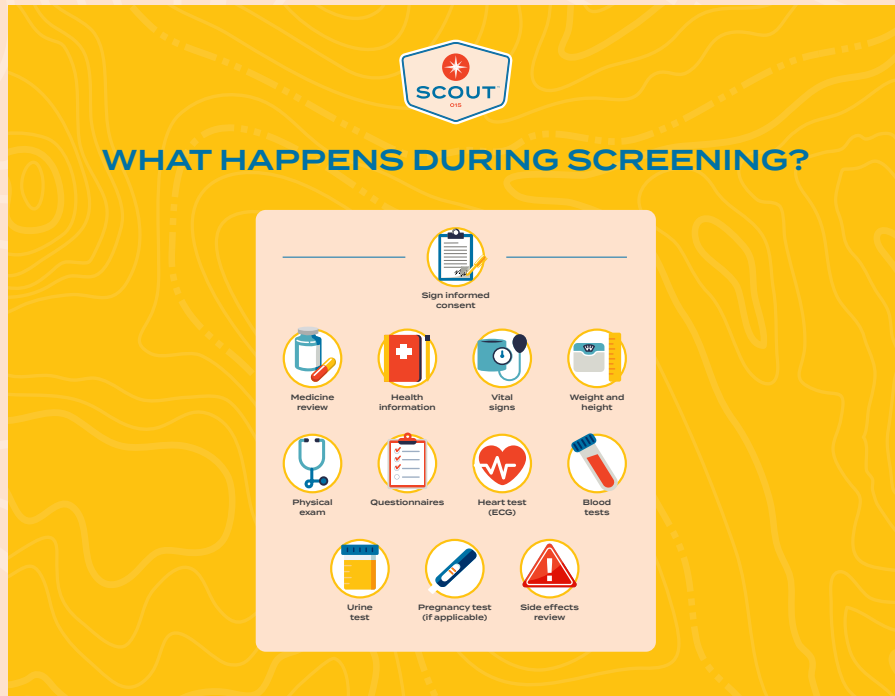 SCOUT
015
WHAT HAPPENS DURING SCREENING?
Sign informed
consent
Medicine
review
Health
information
Vital
signs
Weight and
height
Physical
exam
Questionnaires
Heart test
(ECG)
Blood
tests
Urine
test
Pregnancy test
(if applicable)
Side effects
review